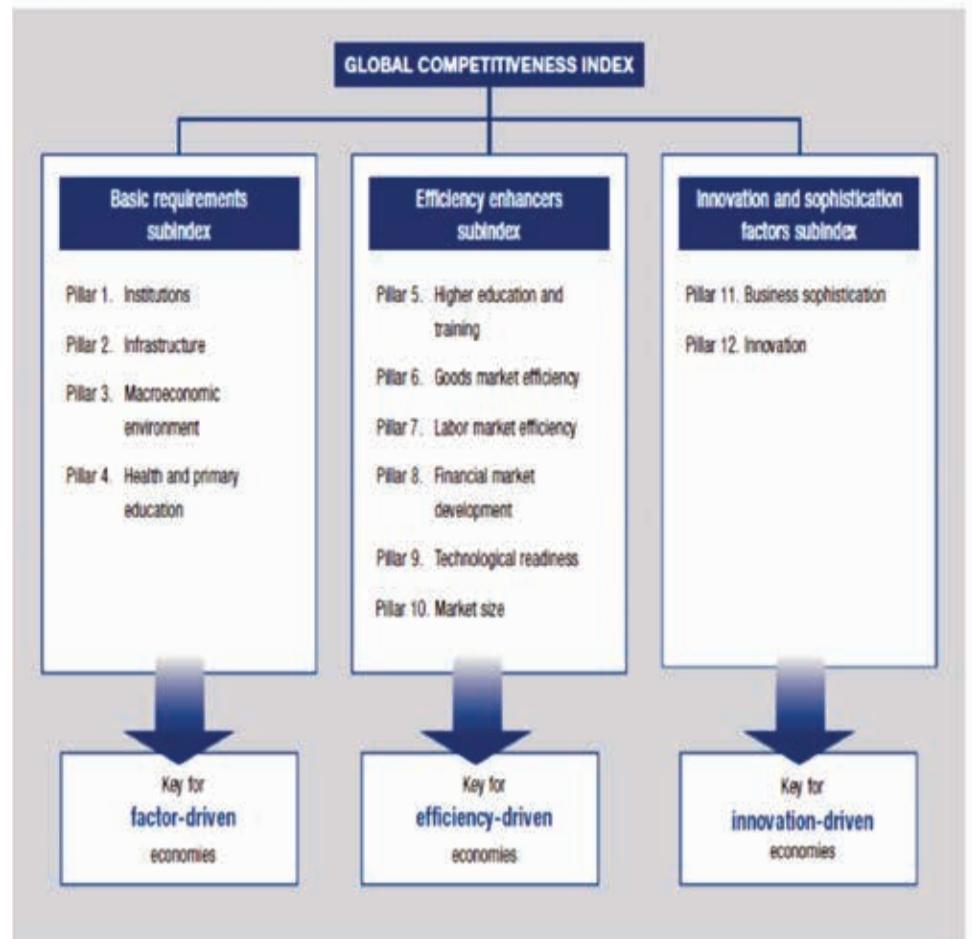 GLOBAL COMPETITIVENESS INDEX
Basic requirements
subindex
Pillar 1. Institutions
Pillar 2. Infrastructure
Pillar 3. Macroeconomic
environment
Pillar 4. Health and primary
education
Key for
factor-driven
economies
Efficiency enhancers
subindex
Pillar 5. Higher education and
training
Pillar 6. Goods market efficiency
Pillar 7. Labor market efficiency
Pillar 8. Financial market
development
Pillar 9. Technological readiness
Pillar 10. Market size
Key for
efficiency-driven
economies
Innovation and sophistication
factors subindex
Pillar 11. Business sophistication
Pillar 12. Innovation
Key for
innovation-driven
economies